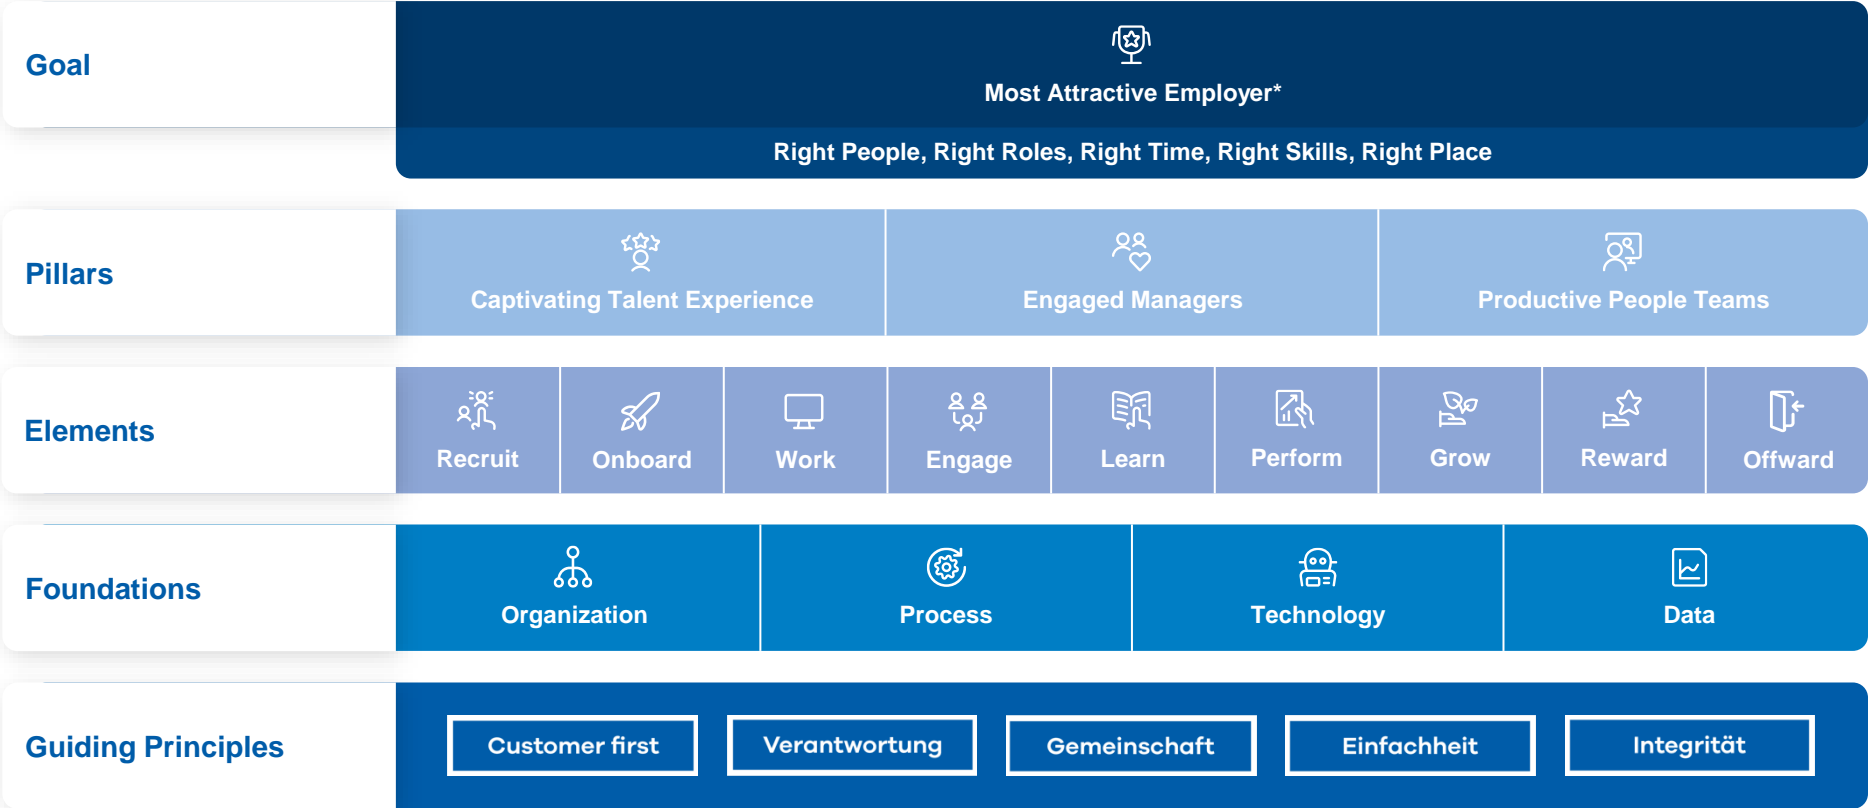 Goal
Most Attractive Employer*
Right People, Right Roles, Right Time, Right Skills, Right Place
Pillars
Captivating Talent Experience
Engaged Managers
Productive People Teams
Elements
Recruit
Onboard
Work
Engage
Learn
Perform
Grow
Reward
Offward
Foundations
Organization
Process
Technology
Data
Guiding Principles
Customer first
Verantwortung
Gemeinschaft
Einfachheit
Integrität